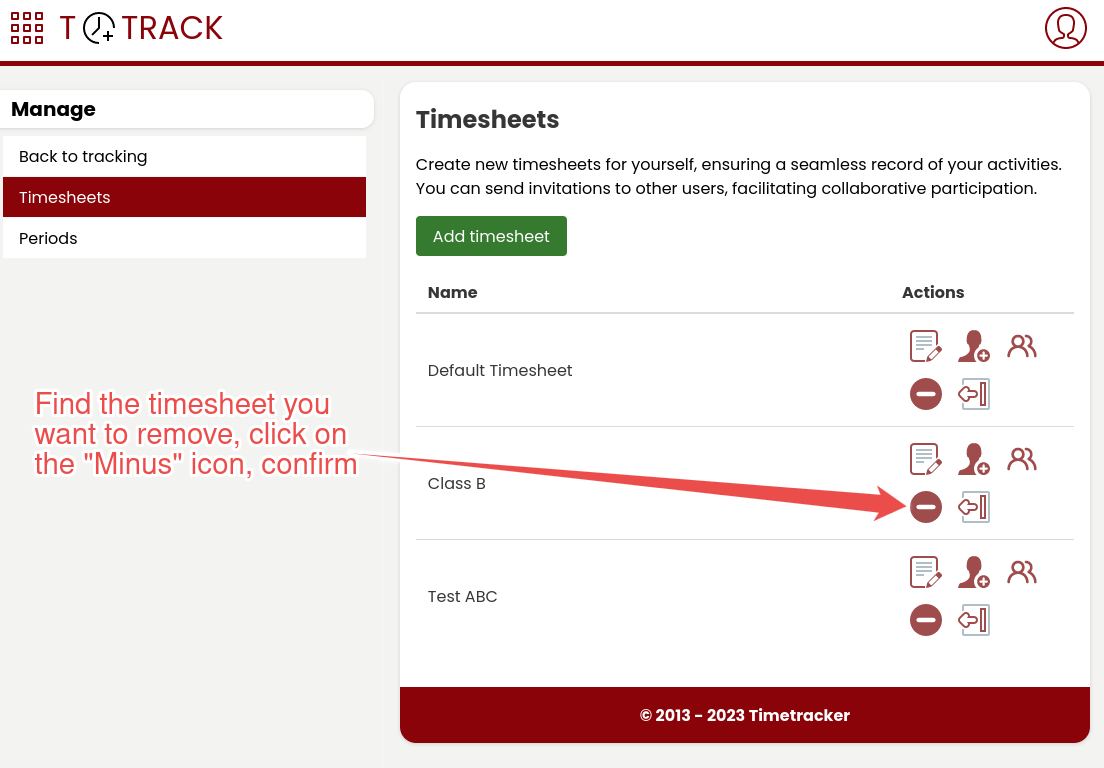 T TRACK
Manage
Back to tracking
Timesheets
Periods
Timesheets
Create new timesheets for yourself, ensuring a seamless record of your activities.
You can send invitations to other users, facilitating collaborative participation.
Add timesheet
Name Actions
Default Timesheet
Find the timesheet you
want to remove, click on
the "Minus" icon, confirm
Class B
Test ABC
© 2013 - 2023 Timetracker